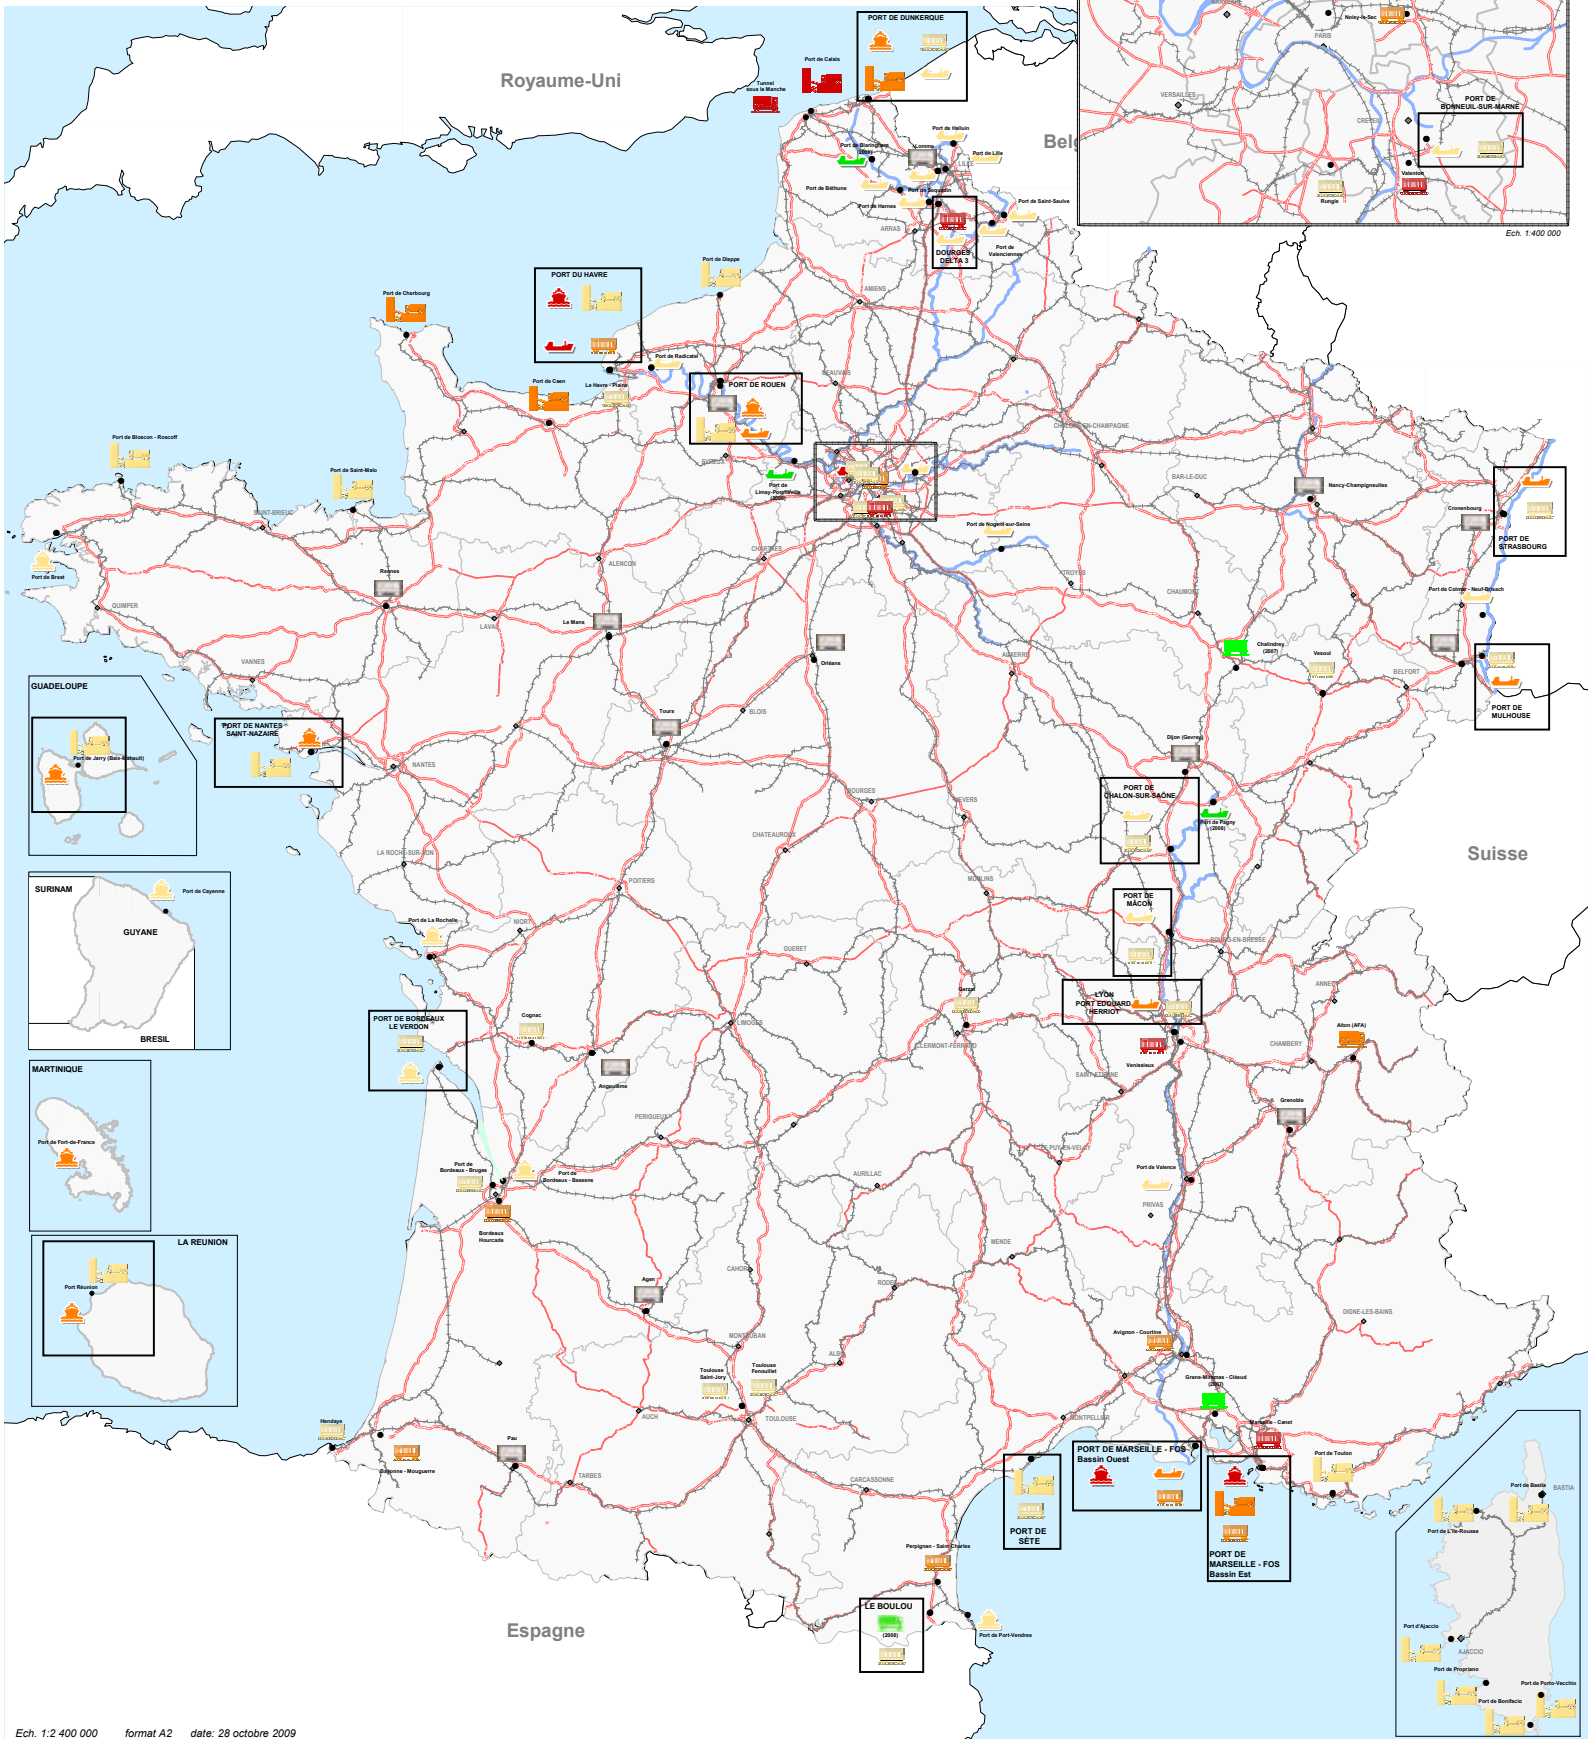 PORT DE DUNKERQUE
Royaume-Uni
Port de Calais
Tunnel
sous la Manche
Noisy-le-Sec
PARIS
VERSAILLES
CRETEIL
PORT DE
BONNEUIL-SUR-MARNE
Valenton
Rungis
Ech. 1:400 000
Port de Halluin
Port de Lille
Lomme
LILLE
Port de Béthune
Port de Harnes
Port de Saint-Saulve
Port de
Valenciennes
ARRAS
DOURGES
DELTA 3
Port de Dieppe
PORT DU HAVRE
AMIENS
Port de Cherbourg
Port de Radicatel
Port de Caen
Le Havre - Plaine
PORT DE ROUEN
BEAUVAIS
CHALONS-EN-CHAMPAGNE
EVREUX
Port de
Limay-Porcheville
Port de Bloscon - Roscoff
Port de Saint-Malo
SAINT-BRIEUC
BAR-LE-DUC
Nancy-Champigneulles
Cronenbourg
PORT DE
STRASBOURG
Port de Nogent-sur-Seine
Port de Brest
Rennes
ALENCON
CHARTRES
TROYES
CHAUMONT
Port de Colmar - Neuf-Brisach
QUIMPER
LAVAL
Le Mans
Orléans
AUXERRE
Chalindrey
(2007)
Vesoul
BELFORT
VANNES
PORT DE
MULHOUSE
GUADELOUPE
Port de Jarry (Baie-Mahault)
PORT DE NANTES
SAINT-NAZAIRE
Tours
BLOIS
Dijon (Gevrey)
NANTES
BOURGES
NEVERS
PORT DE
CHALON-SUR-SAÔNE
Port de Pagny
(2008)
CHATEAUROUX
LA ROCHE-SUR-YON
Suisse
POITIERS
MOULINS
SURINAM
Port de Cayenne
GUYANE
BRESIL
PORT DE
MÂCON
Port de La Rochelle
NIORT
GUERET
BOURG-EN-BRESSE
ANNECY
Gerzat
LYON
PORT EDOUARD
HERRIOT
PORT DE BORDEAUX
LE VERDON
Cognac
LIMOGES
CLERMONT-FERRAND
Venissieux
CHAMBERY
Aiton (AFA)
Angoulême
SAINT-ETIENNE
MARTINIQUE
Port de Fort-de-France
PERIGUEUX
Grenoble
LE PUY-EN-VELAY
Port de
Bordeaux - Bruges
Port de
Bordeaux - Bassens
AURILLAC
Port de Valence
PRIVAS
Bordeaux
Hourcade
LA REUNION
Port Réunion
MENDE
CAHORS
RODEZ
Agen
DIGNE-LES-BAINS
MONTAUBAN
ALBI
Avignon - Courtine
Toulouse
Saint-Jory
Toulouse
Fenouillet
Grans-Miramas - Clésud
(2007)
AUCH
TOULOUSE
MONTPELLIER
Marseille - Canet
Hendaye
Bayonne - Mouguerre
Pau
TARBES
CARCASSONNE
PORT DE MARSEILLE - FOS
Bassin Ouest
Port de Toulon
PORT DE
SÈTE
PORT DE
MARSEILLE - FOS
Bassin Est
Port de Bastia
BASTIA
Port de L'Ile-Rousse
Perpignan - Saint Charles
LE BOULOU
(2008)
Port de Port-Vendres
Espagne
Port d'Ajaccio
AJACCIO
Port de Propriano
Port de Porto-Vecchio
Port de Bonifacio
Ech. 1:2 400 000 format A2 date: 28 octobre 2009